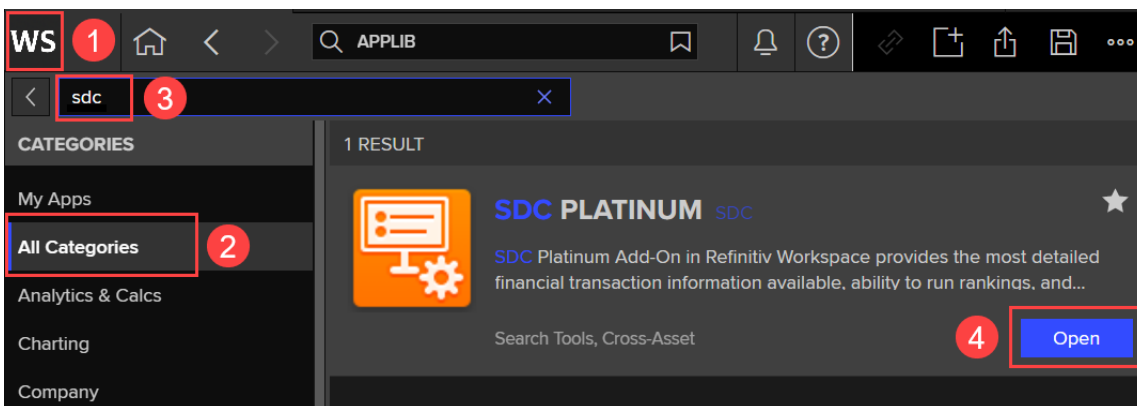 WS 1 APPLIB ?
sdc 3
CATEGORIES
1 RESULT
My Apps
All Categories 2
Analytics & Calcs
Charting
Company
SDC PLATINUM SDC
SDC Platinum Add-On in Refinitiv Workspace provides the most detailed
financial transaction information available, ability to run rankings, and...
Search Tools, Cross-Asset
4 Open